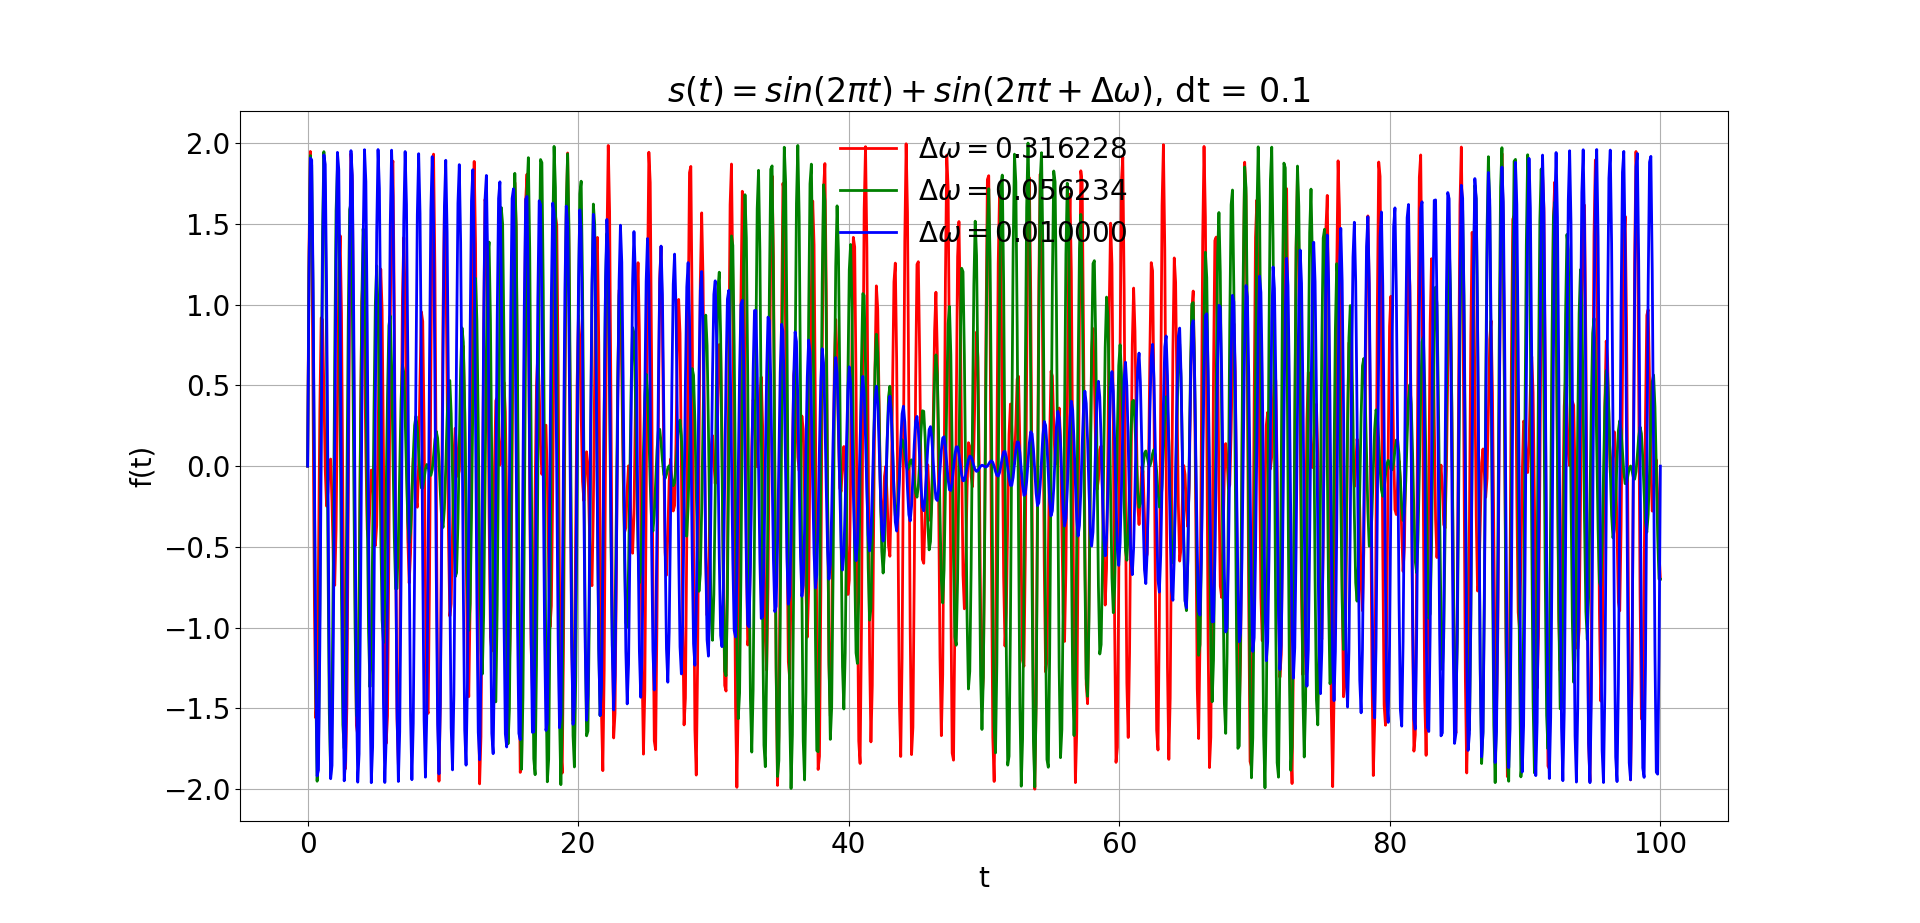 s(t) = sin(2πt) + sin(2πt + Δω), dt = 0.1
Δω = 0.316228
Δω = 0.056234
Δω = 0.010000
f(t)
2.0
1.5
1.0
0.5
0.0
−0.5
−1.0
−1.5
−2.0
0 20 40 60 80 100
t